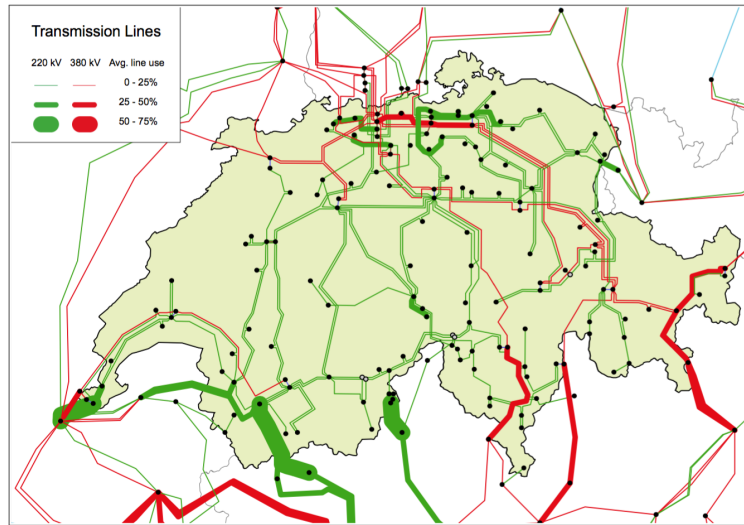 Transmission Lines
220 kV 380 kV Avg. line use
0 - 25%
25 - 50%
50 - 75%